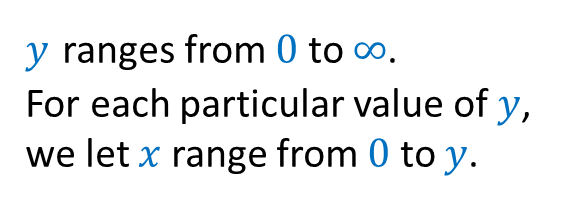 y ranges from 0 to ∞.
For each particular value of y,
we let x range from 0 to y.